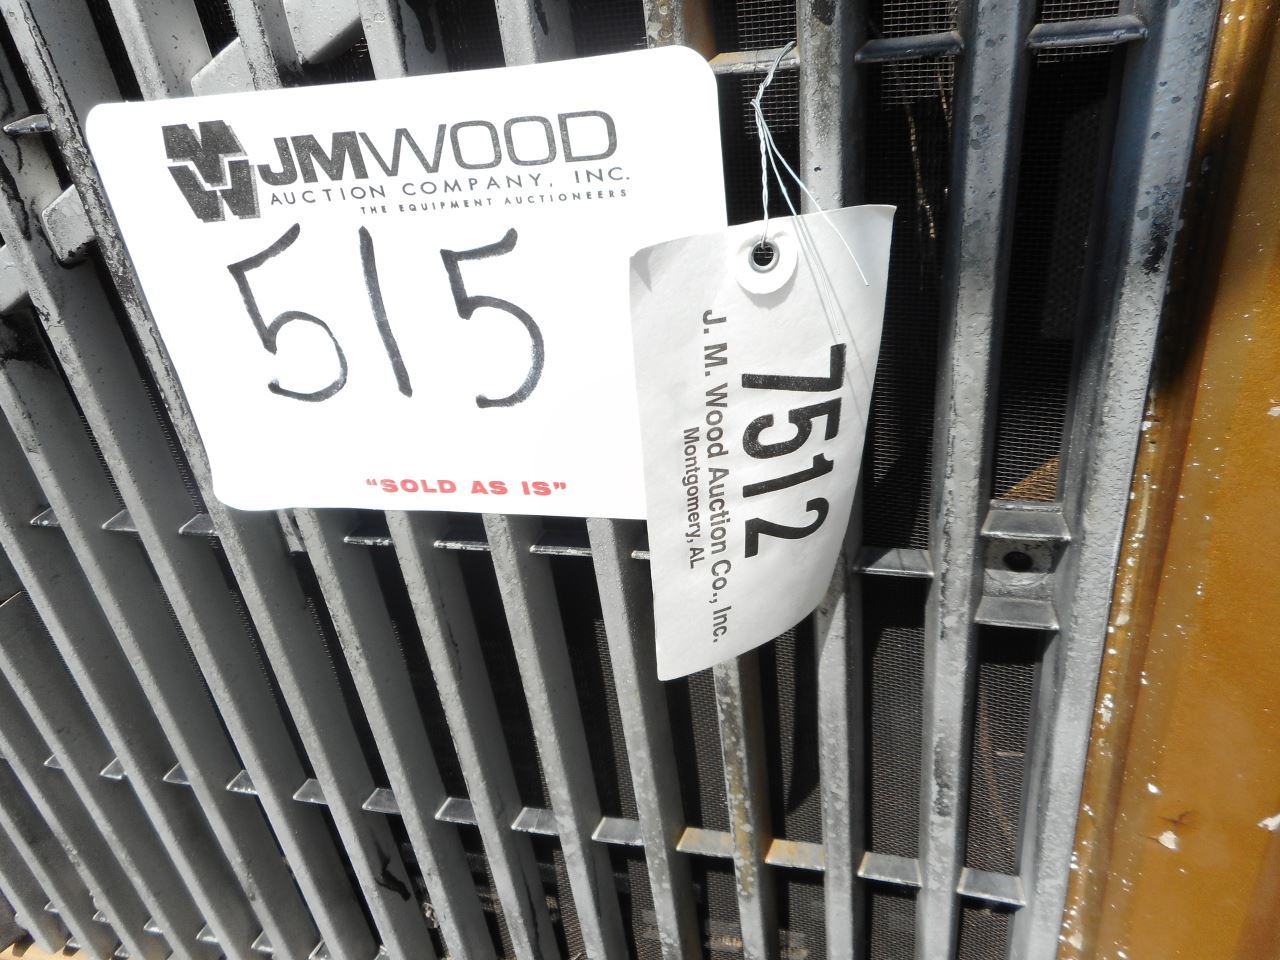 JMWOOD
AUCTION COMPANY, INC.
THE EQUIPMENT AUCTIONEERS
515
"SOLD AS IS"
7512
J. M. Wood Auction Co., Inc.
Montgomery, AL